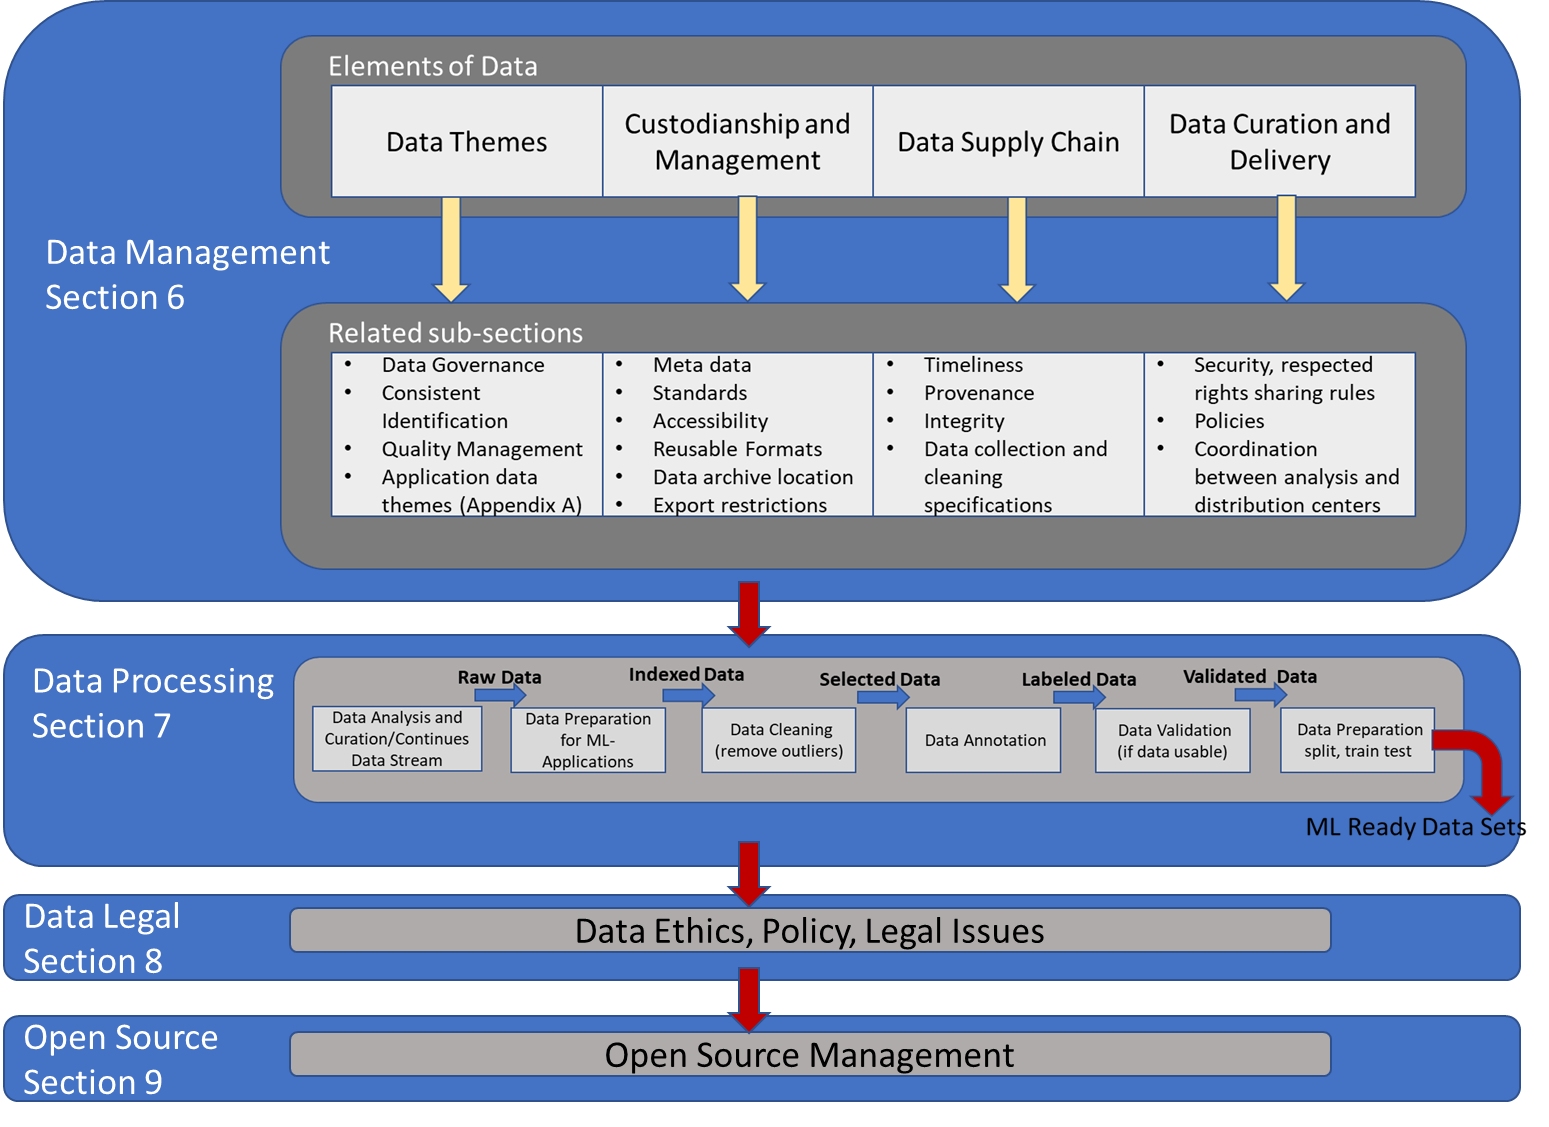 Elements of Data
Data Themes
Custodianship and
Management
Data Supply Chain
Data Curation and
Delivery
Data Management
Section 6
Related sub-sections
• Data Governance
• Consistent
Identification
• Quality Management
• Application data
themes (Appendix A)
• Meta data
• Standards
• Accessibility
• Reusable Formats
• Data archive location
• Export restrictions
• Timeliness
• Provenance
• Integrity
• Data collection and
cleaning
specifications
• Security, respected
rights sharing rules
• Policies
• Coordination
between analysis and
distribution centers
Data Processing
Section 7
Raw Data
Indexed Data
Selected Data
Labeled Data
Validated Data
Data Analysis and
Curation/Continues
Data Stream
Data Preparation
for ML-
Applications
Data Cleaning
(remove outliers)
Data Annotation
Data Validation
(if data usable)
Data Preparation
split, train test
ML Ready Data Sets
Data Legal
Section 8
Data Ethics, Policy, Legal Issues
Open Source
Section 9
Open Source Management